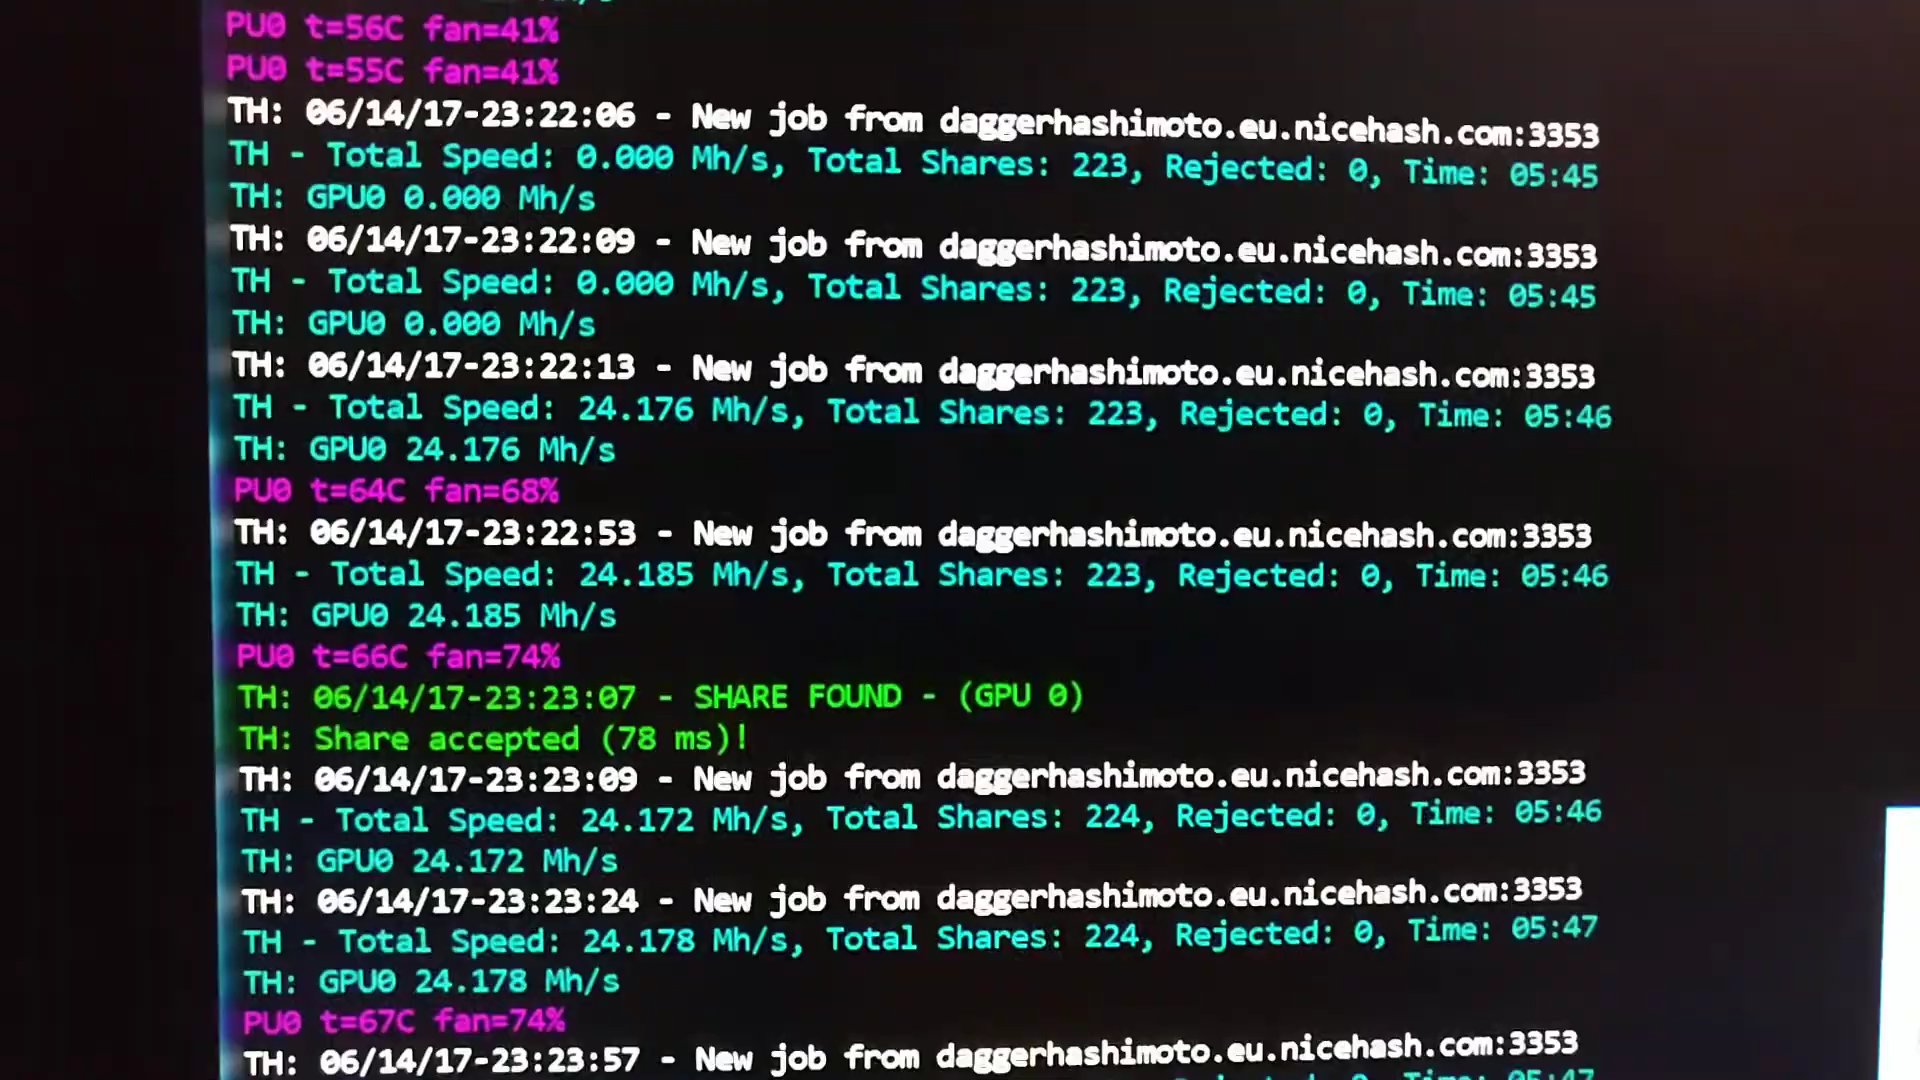 PU0 t=56C fan=41%
PU0 t=55C fan=41%
TH: 06/14/17-23:22:06 - New job from daggerhashimoto.eu.nicehash.com:3353
TH - Total Speed: 0.000 Mh/s, Total Shares: 223, Rejected: 0, Time: 05:45
TH: GPU0 0.000 Mh/s
TH: 06/14/17-23:22:09 - New job from daggerhashimoto.eu.nicehash.com:3353
TH - Total Speed: 0.000 Mh/s, Total Shares: 223, Rejected: 0, Time: 05:45
TH: GPU0 0.000 Mh/s
TH: 06/14/17-23:22:13 - New job from daggerhashimoto.eu.nicehash.com:3353
TH - Total Speed: 24.176 Mh/s, Total Shares: 223, Rejected: 0, Time: 05:46
TH: GPU0 24.176 Mh/s
PU0 t=64C fan=68%
TH: 06/14/17-23:22:53 - New job from daggerhashimoto.eu.nicehash.com:3353
TH - Total Speed: 24.185 Mh/s, Total Shares: 223, Rejected: 0, Time: 05:46
TH: GPU0 24.185 Mh/s
PU0 t=66C fan=74%
TH: 06/14/17-23:23:07 - SHARE FOUND - (GPU 0)
TH: Share accepted (78 ms)!
TH: 06/14/17-23:23:09 - New job from daggerhashimoto.eu.nicehash.com:3353
TH - Total Speed: 24.172 Mh/s, Total Shares: 224, Rejected: 0, Time: 05:46
TH: GPU0 24.172 Mh/s
TH: 06/14/17-23:23:24 - New job from daggerhashimoto.eu.nicehash.com:3353
TH - Total Speed: 24.178 Mh/s, Total Shares: 224, Rejected: 0, Time: 05:47
TH: GPU0 24.178 Mh/s
PU0 t=67C fan=74%
TH: 06/14/17-23:23:57 - New job from daggerhashimoto.eu.nicehash.com:3353